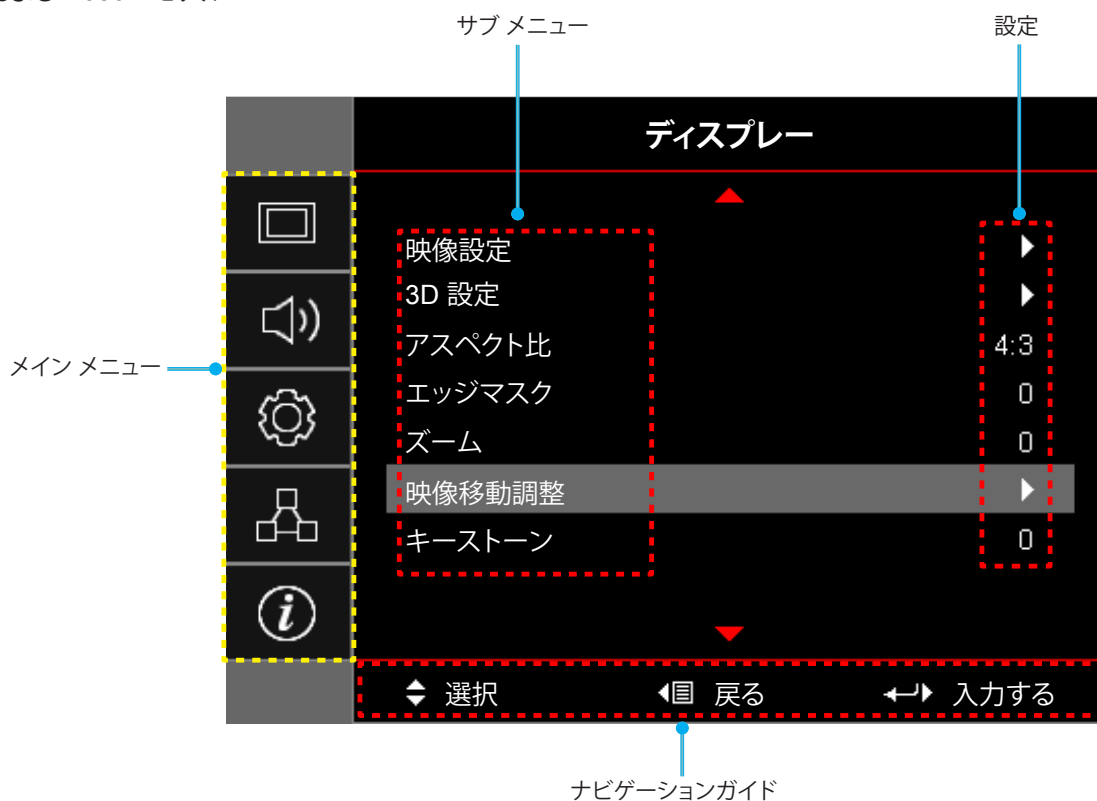 サブ メニュー
設定
ディスプレー
映像設定
3D 設定
アスペクト比 4:3
エッジマスク 0
ズーム 0
映像移動調整
キーストーン 0
メイン メニュー
選択 戻る 入力する
ナビゲーションガイド